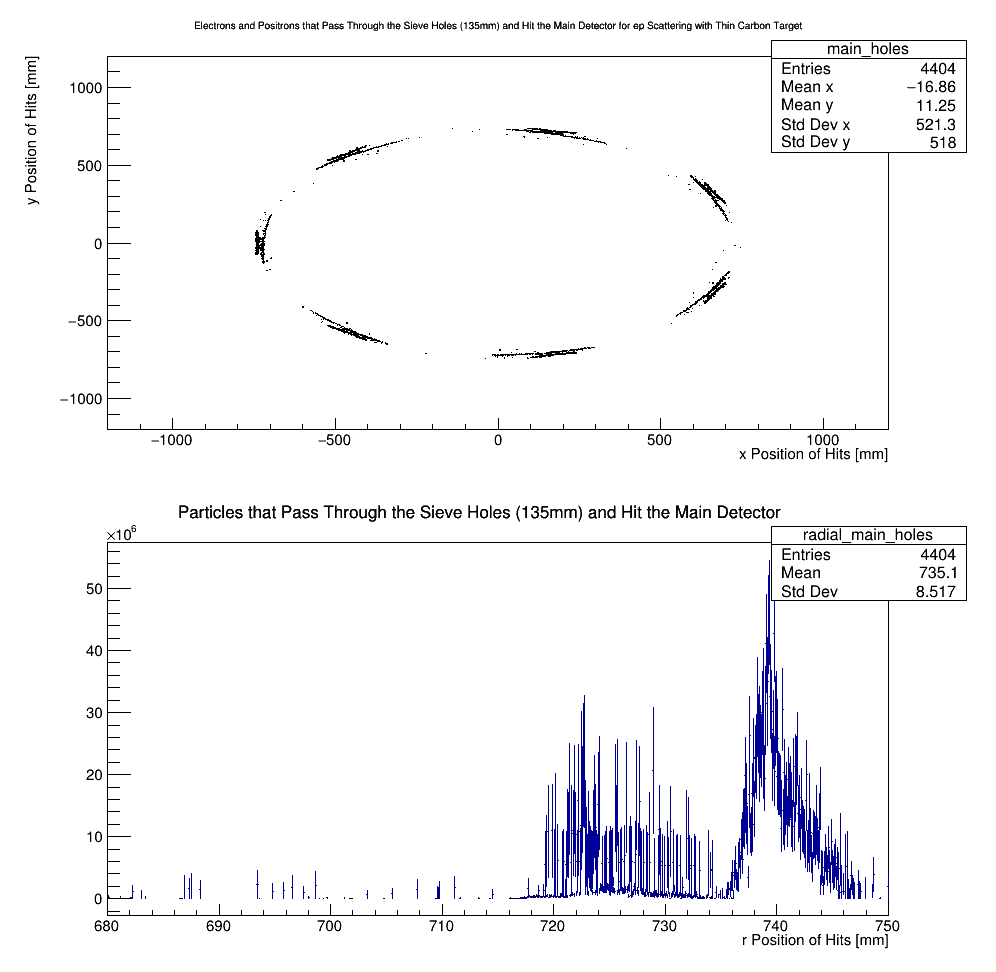 Electrons and Positrons that Pass Through the Sieve Holes (135mm) and Hit the Main Detector for ep Scattering with Thin Carbon Target
main_holes
Entries 4404
Mean x −16.86
Mean y 11.25
Std Dev x 521.3
Std Dev y 518
y Position of Hits [mm]
1000
500
0
−500
−1000
−1000 −500 0 500 1000
x Position of Hits [mm]
Particles that Pass Through the Sieve Holes (135mm) and Hit the Main Detector
×10^6
radial_main_holes
Entries 4404
Mean 735.1
Std Dev 8.517
50
40
30
20
10
0
680 690 700 710 720 730 740 750
r Position of Hits [mm]